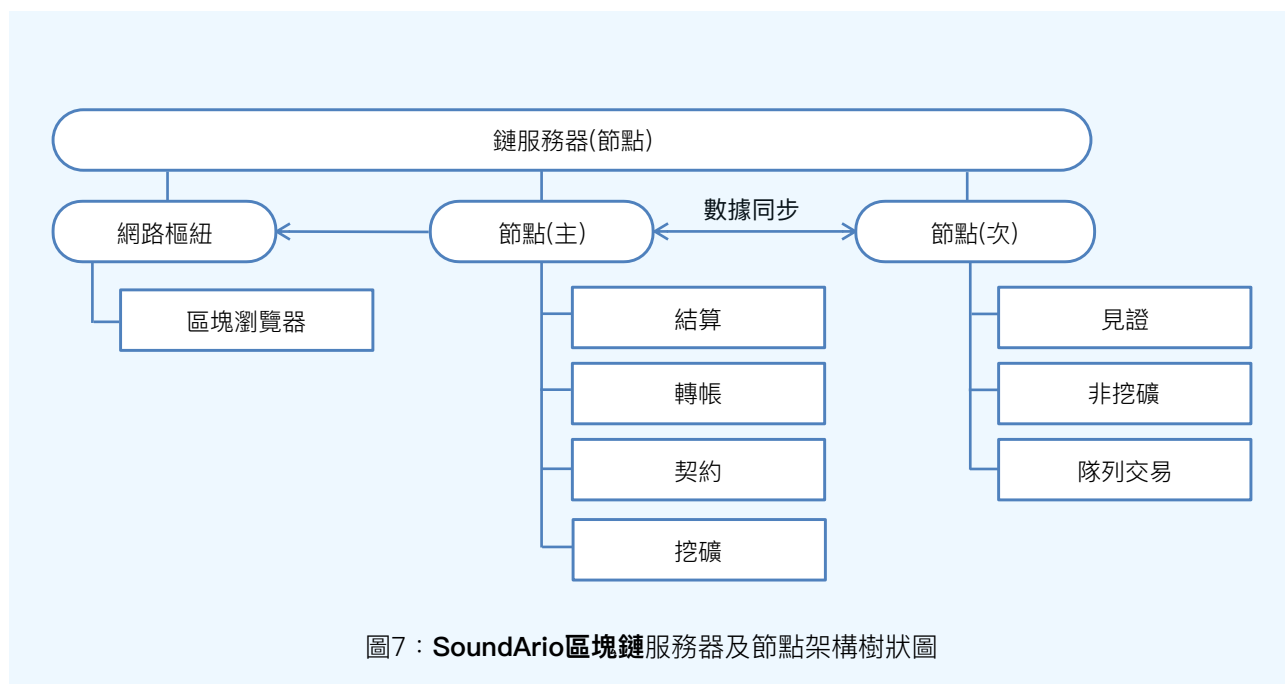 鏈服務器(節點)
網路樞紐
節點(主)
數據同步
節點(次)
區塊瀏覽器
結算
轉帳
契約
挖礦
見證
非挖礦
隊列交易
圖7：SoundArio區塊鏈服務器及節點架構樹狀圖